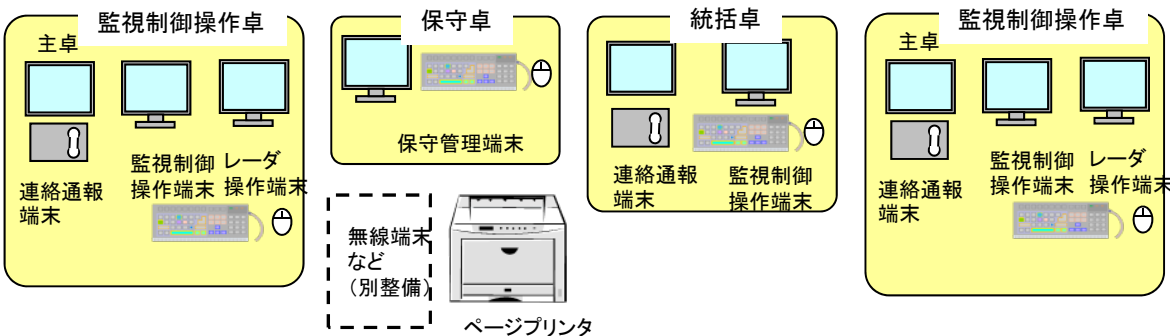 監視制御操作卓
主卓
連絡通報
端末
監視制御
操作端末
レーダ
操作端末
保守卓
保守管理端末
無線端末
など
(別整備)
ページプリンタ
統括卓
連絡通報
端末
監視制御
操作端末
監視制御操作卓
主卓
連絡通報
端末
監視制御
操作端末
レーダ
操作端末